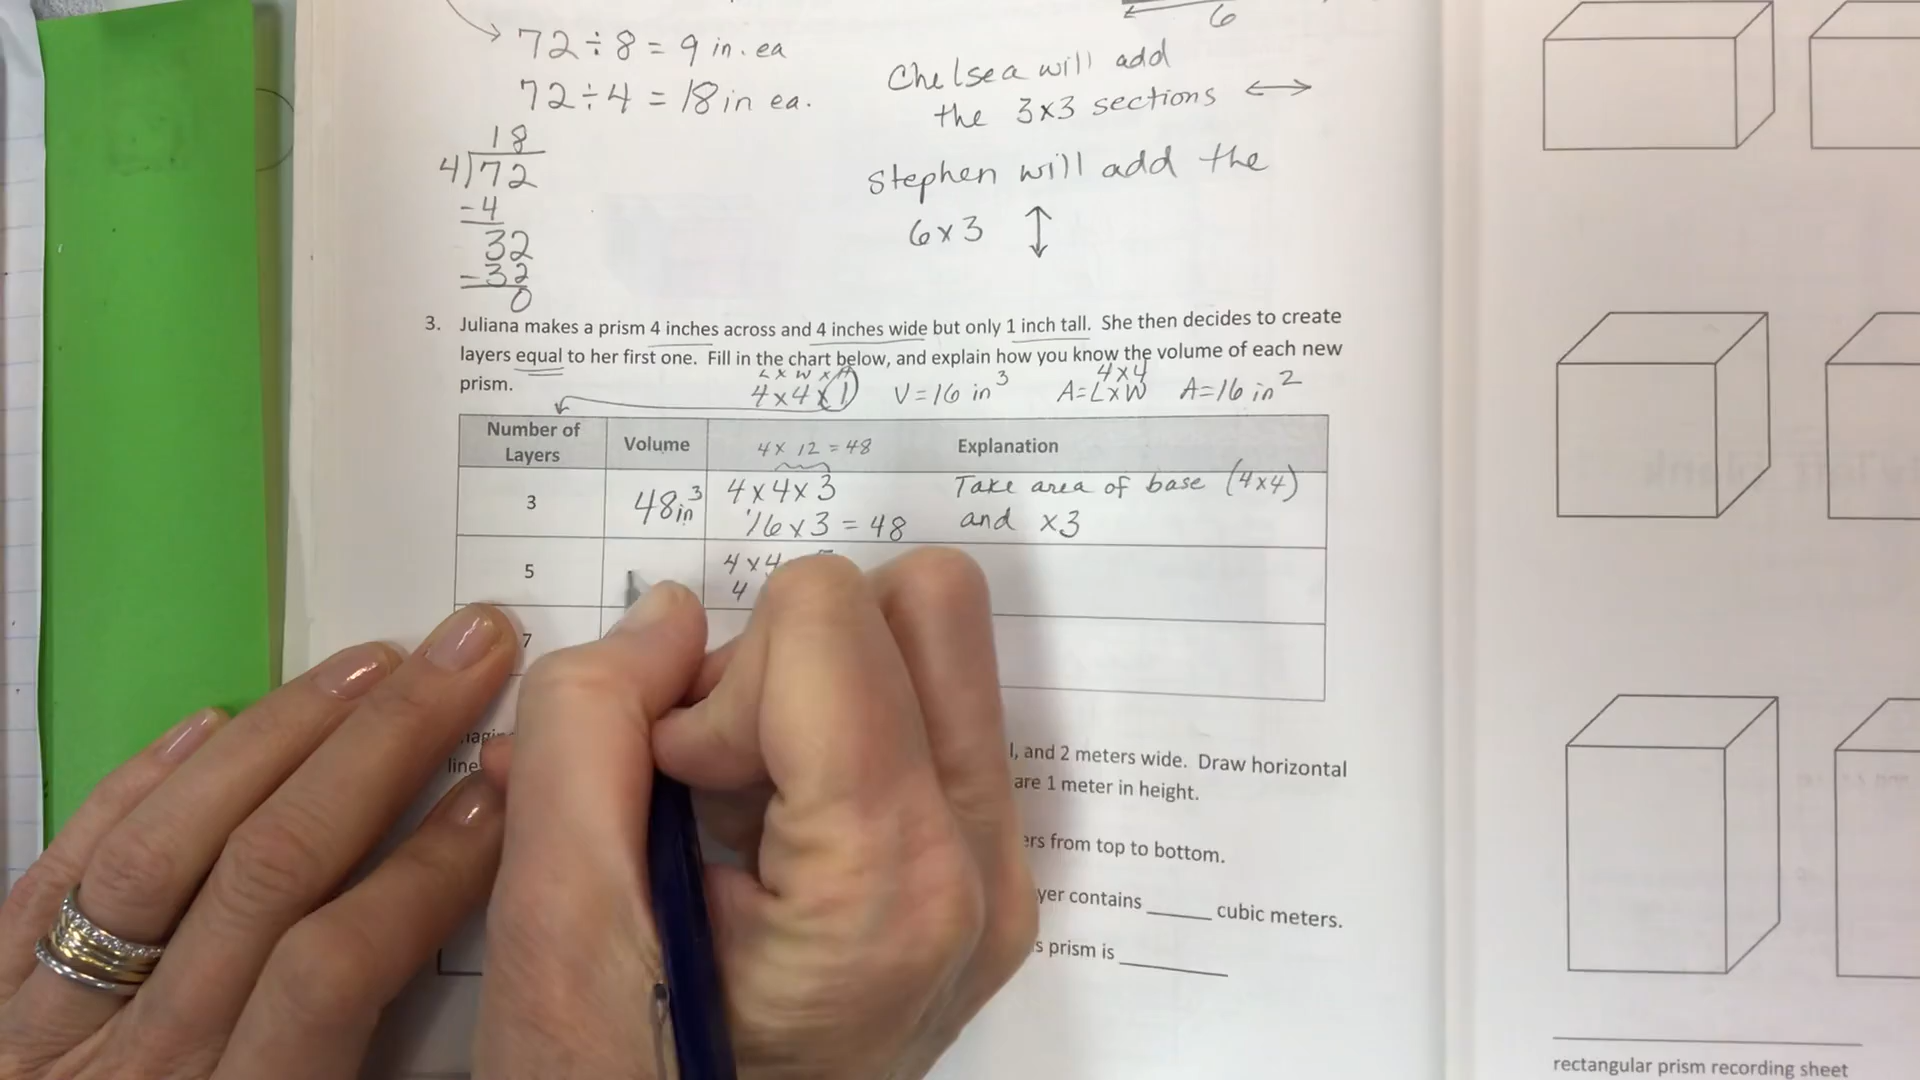 6
72÷8 = 9 in. ea
72÷4 = 18 in ea.
Chelsea will add
the 3x3 sections
18
4)72
-4
32
-32
0
Stephen will add the
6x3
3. Juliana makes a prism 4 inches across and 4 inches wide but only 1 inch tall. She then decides to create
layers equal to her first one. Fill in the chart below, and explain how you know the volume of each new
prism.
L x W x H
4x4x1 V=16 in³
4x4
A=LxW A=16 in²
Number of
Layers
Volume
4x 12 = 48
Explanation
3
48in³
4x4x3
16x3 = 48
Take area of base (4x4)
and x3
5
4x4
4
7
line
l, and 2 meters wide. Draw horizontal
are 1 meter in height.
from top to bottom.
contains ______ cubic meters.
prism is ________
rectangular prism recording sheet